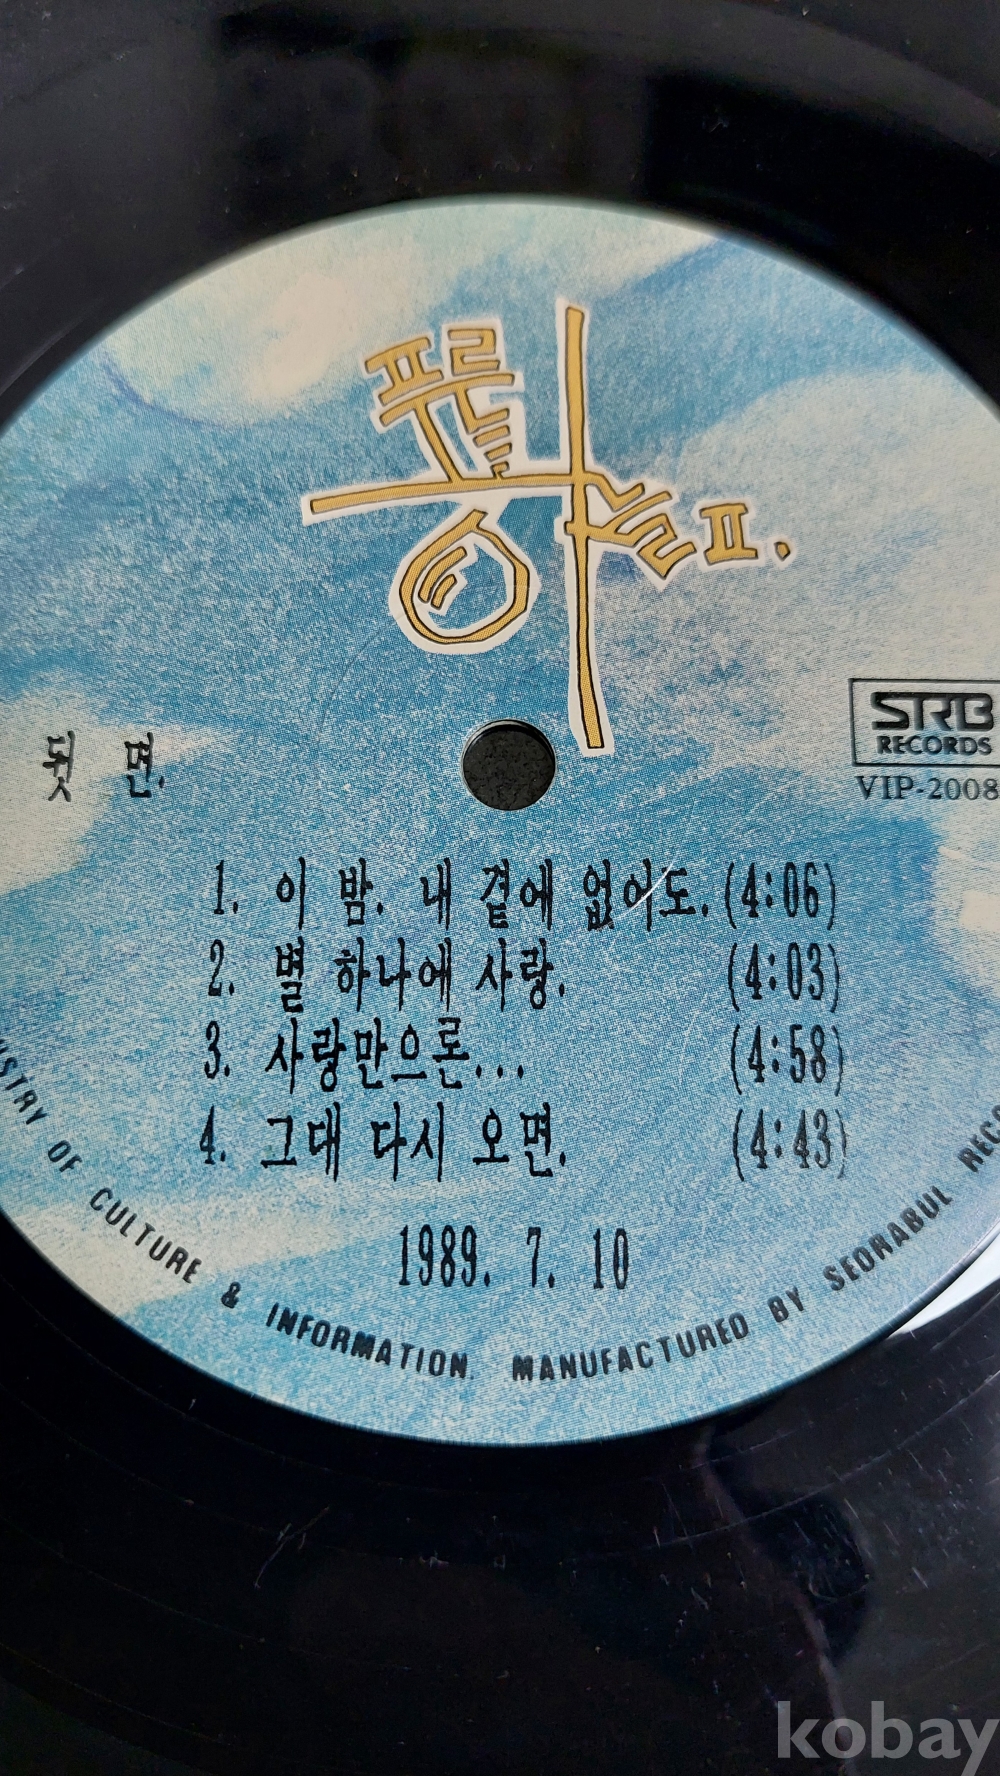 푸른하늘 II.
STRB
RECORDS
VIP-2008
뒷 면.
1. 이 밤. 내 곁에 없어도. (4:06)
2. 별 하나에 사랑. (4:03)
3. 사랑만으론... (4:58)
4. 그대 다시 오면. (4:43)
1989. 7. 10
OF CULTURE & INFORMATION. MANUFACTURED BY SEORABUL
kobay